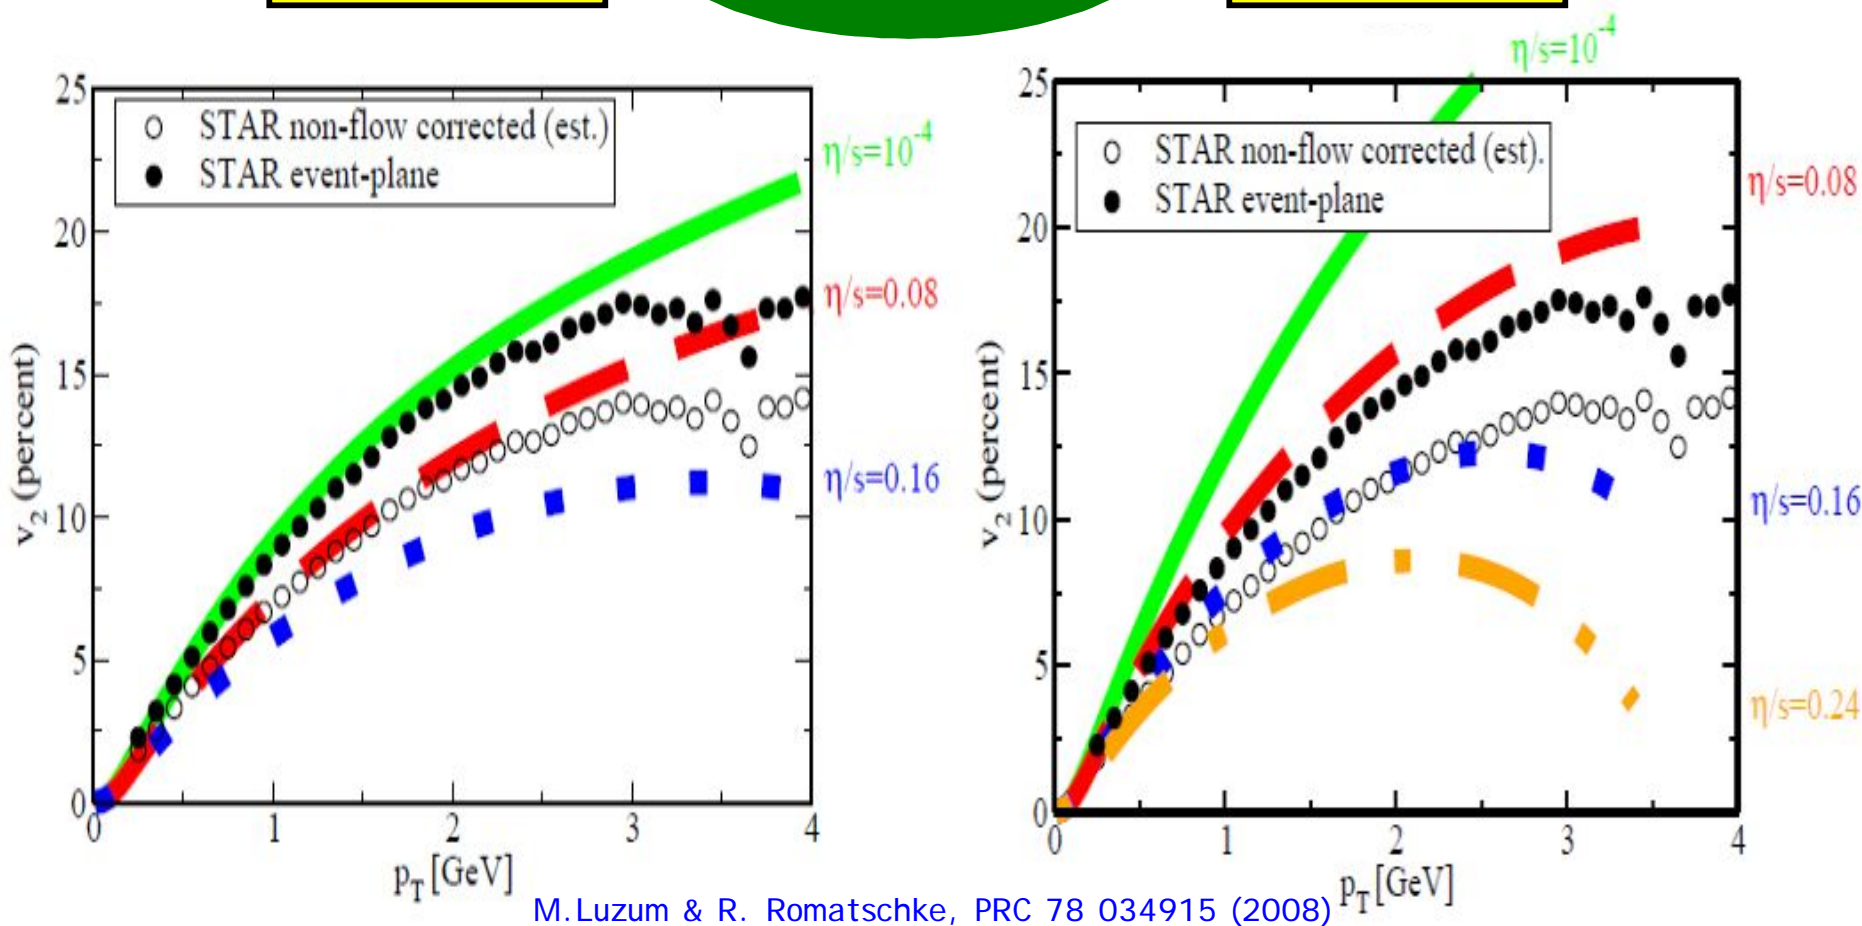 η/s=10⁻⁴
25
20
15
10
5
0
v₂ (percent)
○ STAR non-flow corrected (est.)
● STAR event-plane
η/s=10⁻⁴
η/s=0.08
η/s=0.16
0 1 2 3 4
p_T [GeV]
25
20
15
10
5
0
v₂ (percent)
○ STAR non-flow corrected (est).
● STAR event-plane
η/s=0.08
η/s=0.16
η/s=0.24
0 1 2 3 4
p_T [GeV]
M.Luzum & R. Romatschke, PRC 78 034915 (2008)